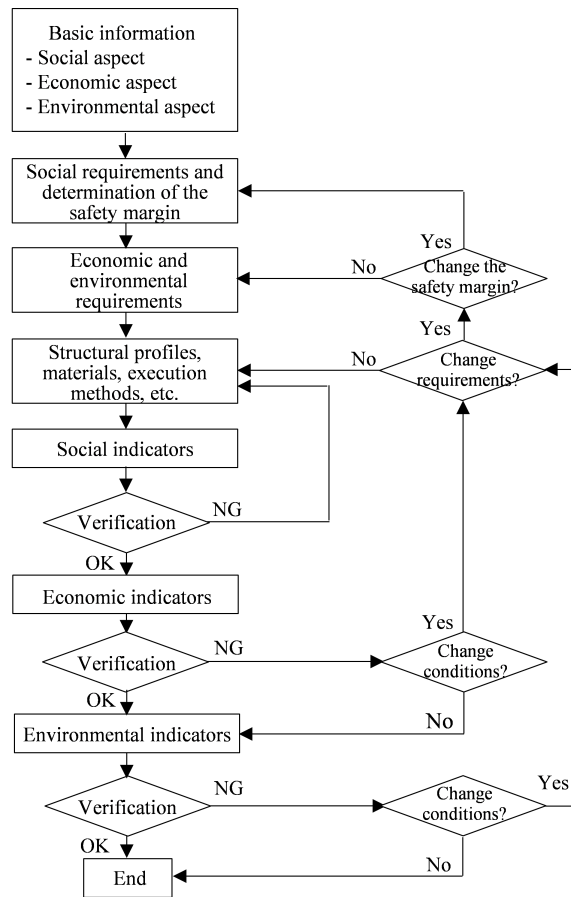 Basic information
- Social aspect
- Economic aspect
- Environmental aspect
Social requirements and
determination of the
safety margin
Yes
Economic and
environmental
requirements
No
Change the
safety margin?
Yes
Structural profiles,
materials, execution
methods, etc.
No
Change
requirements?
Social indicators
Verification
NG
OK
Economic indicators
Yes
Verification
NG
Change
conditions?
OK
No
Environmental indicators
Verification
NG
Change
conditions?
Yes
OK
No
End